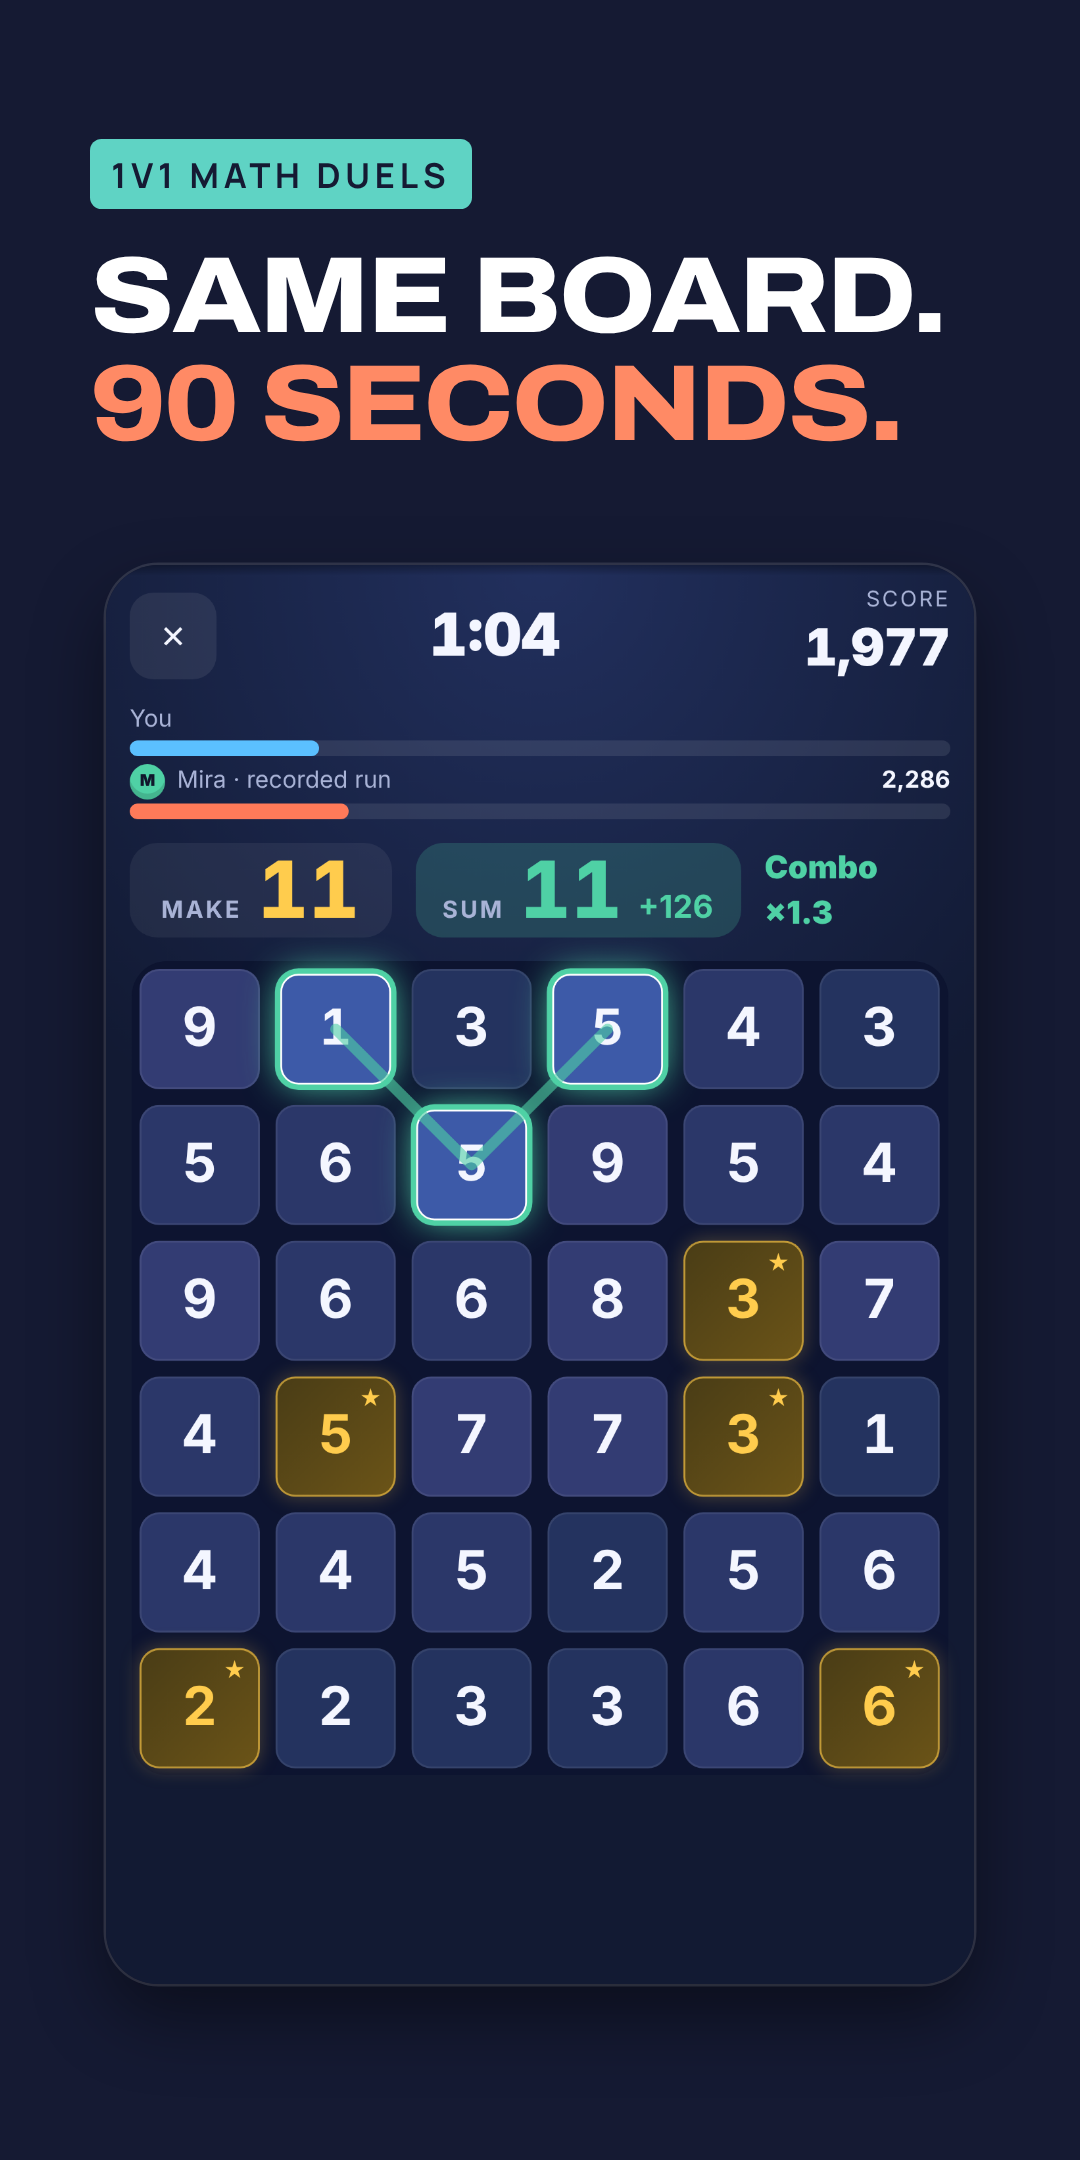 1V1 MATH DUELS
SAME BOARD.
90 SECONDS.
× 1:04 SCORE
1,977
You
M Mira · recorded run 2,286
MAKE 11 SUM 11 +126 Combo
×1.3
9 1 3 5 4 3
5 6 5 9 5 4
9 6 6 8 3 ★ 7
4 5 ★ 7 7 3 ★ 1
4 4 5 2 5 6
2 ★ 2 3 3 6 6 ★